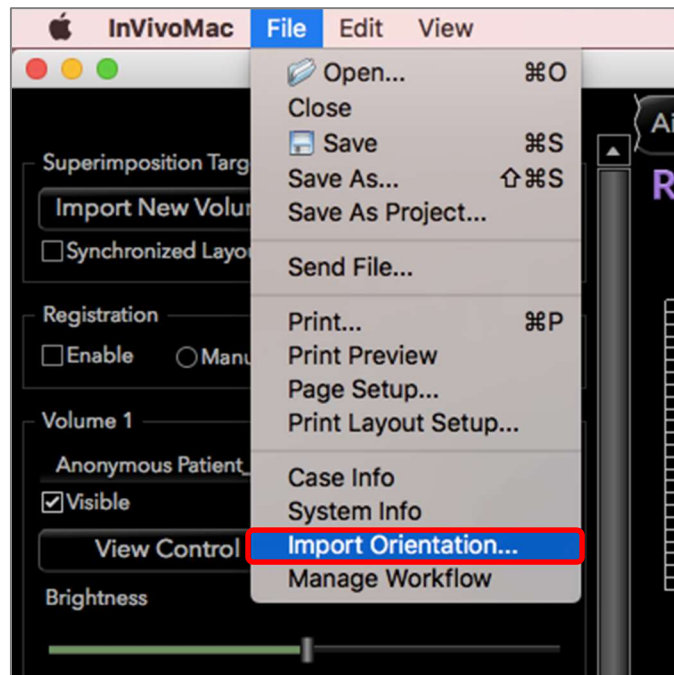 InVivoMac File Edit View
Open... ⌘O
Close
Save ⌘S
Save As... ⇧⌘S
Save As Project...
Send File...
Print... ⌘P
Print Preview
Page Setup...
Print Layout Setup...
Case Info
System Info
Import Orientation...
Manage Workflow
Superimposition Targ
Import New Volu
Synchronized Layo
Registration
Enable Manu
Volume 1
Anonymous Patient_
Visible
View Control
Brightness
Ai
R